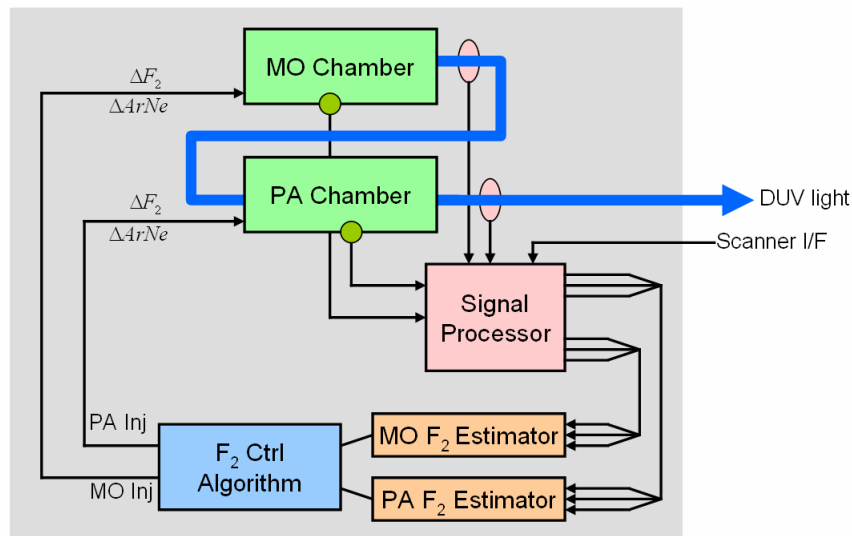 MO Chamber
ΔF₂
ΔArNe
PA Chamber
ΔF₂
ΔArNe
DUV light
Scanner I/F
Signal
Processor
PA Inj
MO Inj
F₂ Ctrl
Algorithm
MO F₂ Estimator
PA F₂ Estimator